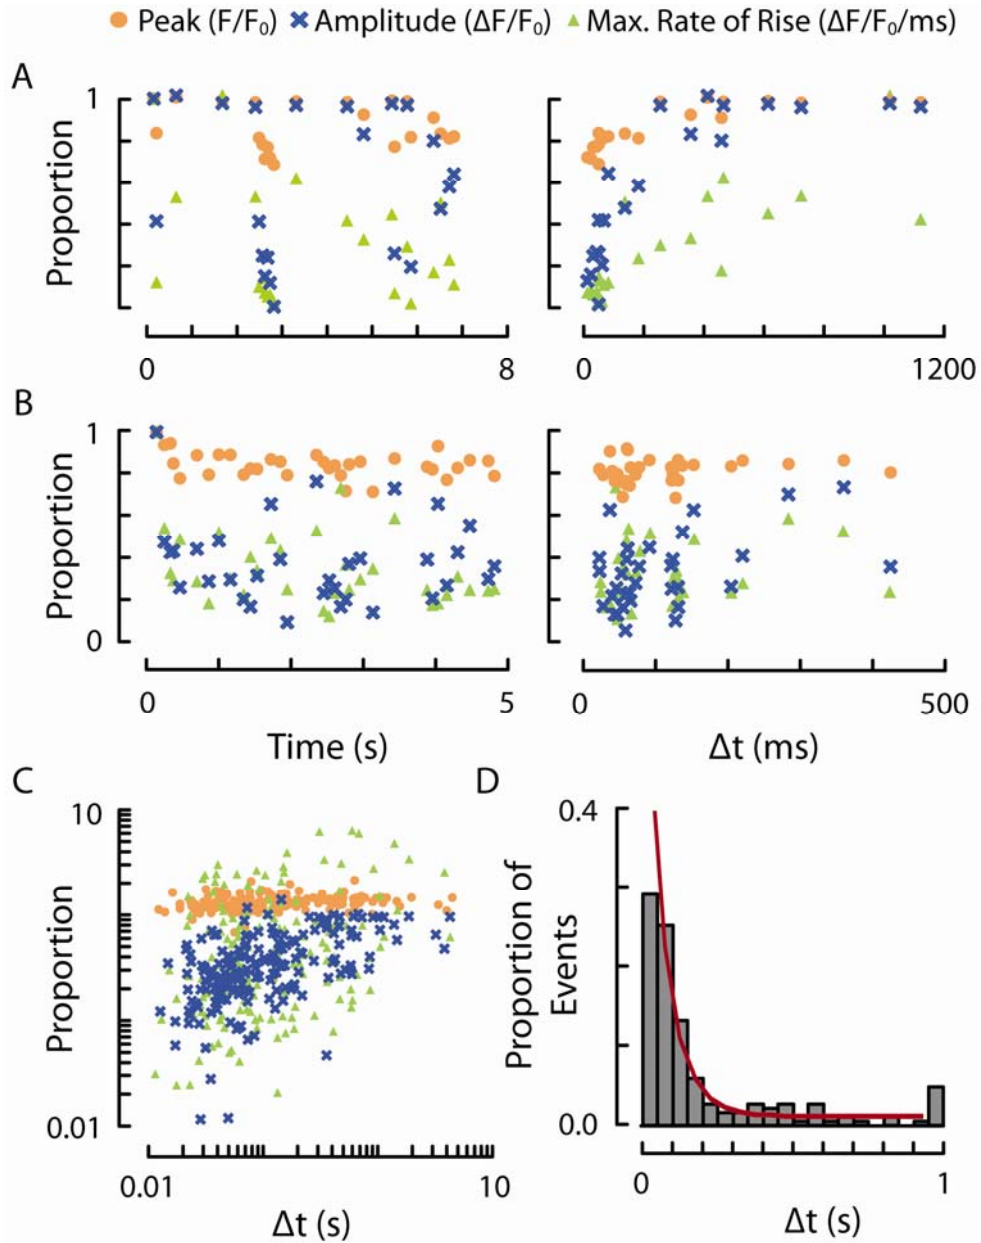 Peak (F/F0) Amplitude (ΔF/F0) Max. Rate of Rise (ΔF/F0/ms)
A
1
Proportion
0 8 0 1200
B
1
Proportion
0
0 5 0 500
Time (s) Δt (ms)
C D
10
Proportion
0.01
0.01 10
Δt (s)
0.4
Proportion of
Events
0.0
0 1
Δt (s)